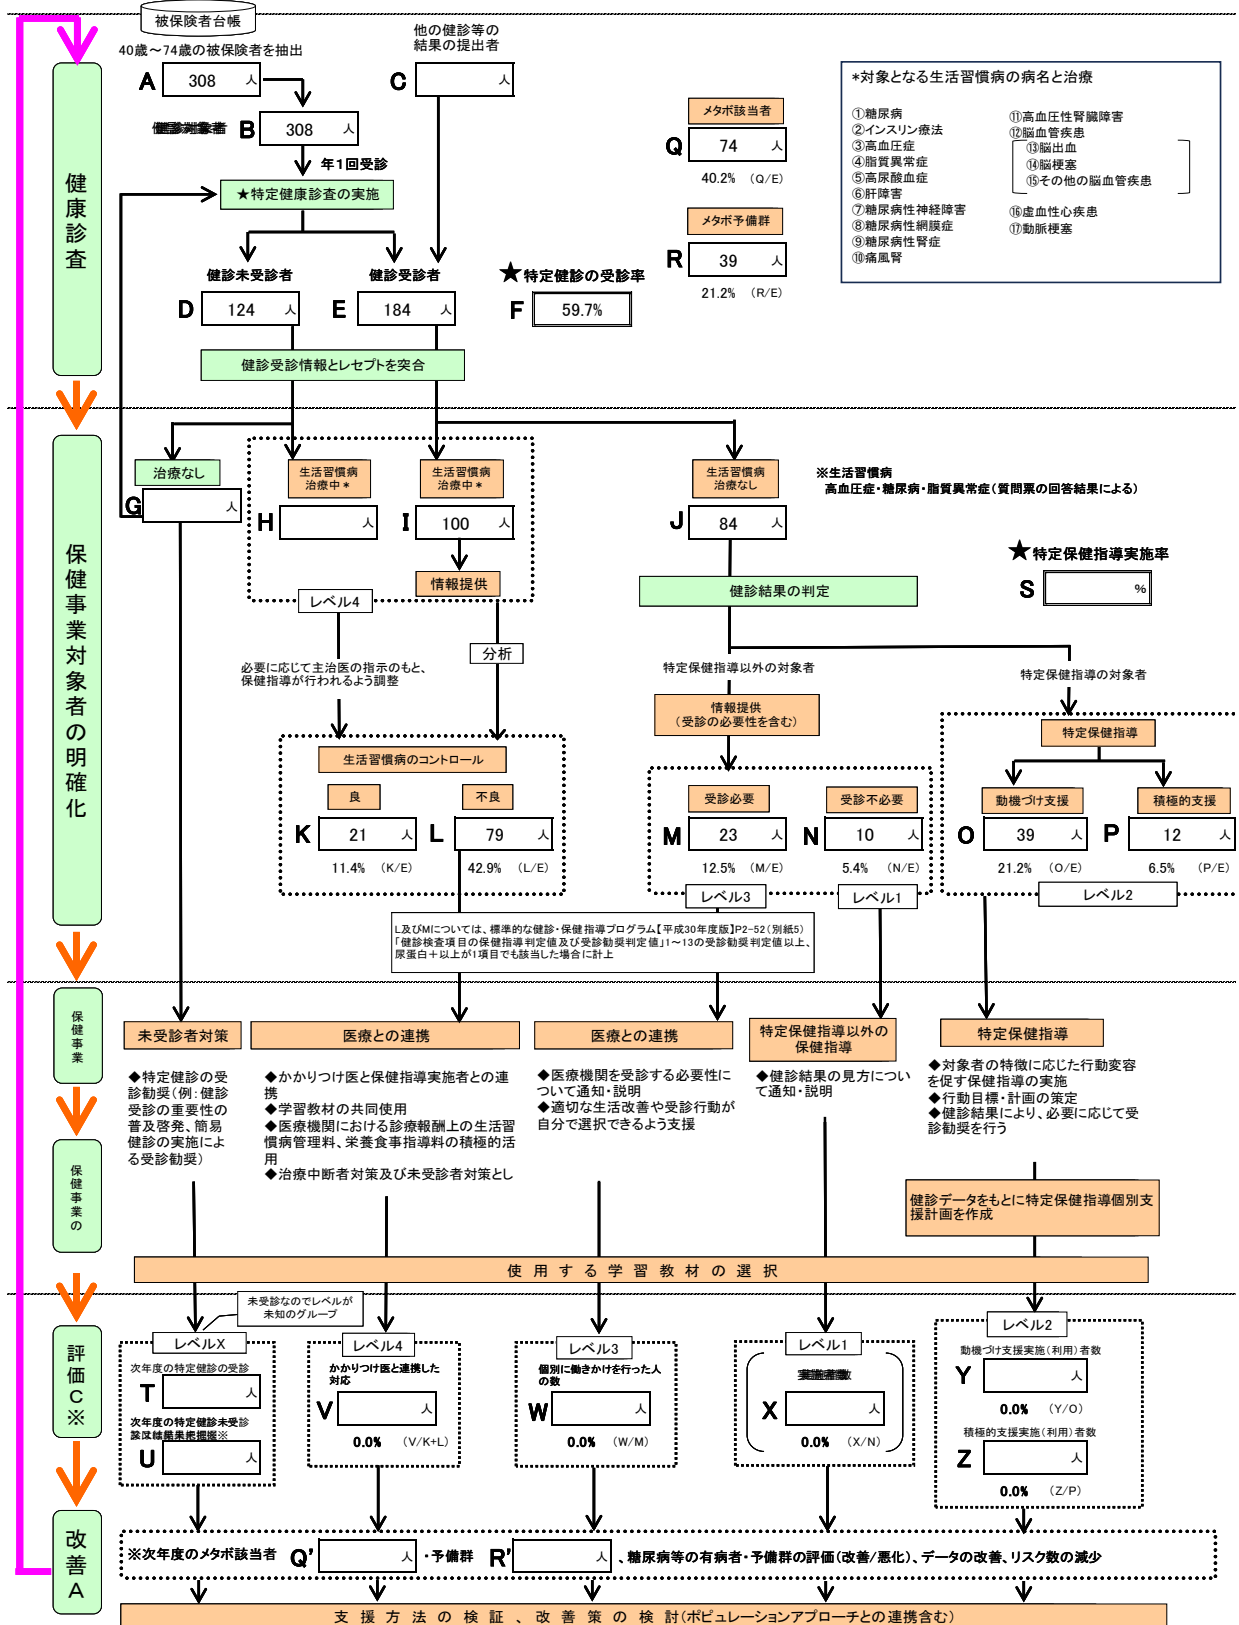 被保険者台帳
40歳～74歳の被保険者を抽出
A 308 人
他の健診等の
結果の提出者
C 人
健診対象者 B 308 人
年1回受診
★特定健康診査の実施
健診未受診者
D 124 人
健診受診者
E 184 人
★特定健診の受診率
F 59.7%
健診受診情報とレセプトを突合
メタボ該当者
Q 74 人
40.2% (Q/E)
メタボ予備群
R 39 人
21.2% (R/E)
*対象となる生活習慣病の病名と治療
①糖尿病
②インスリン療法
③高血圧症
④脂質異常症
⑤高尿酸血症
⑥肝障害
⑦糖尿病性神経障害
⑧糖尿病性網膜症
⑨糖尿病性腎症
⑩痛風腎
⑪高血圧性腎臓障害
⑫脳血管疾患
⑬脳出血
⑭脳梗塞
⑮その他の脳血管疾患
⑯虚血性心疾患
⑰動脈梗塞
健康診査
保健事業対象者の明確化
治療なし
G 人
生活習慣病
治療中*
H 人
生活習慣病
治療中*
I 100 人
情報提供
レベル4
生活習慣病
治療なし
J 84 人
※生活習慣病
高血圧症・糖尿病・脂質異常症(質問票の回答結果による)
★特定保健指導実施率
S %
健診結果の判定
必要に応じて主治医の指示のもと、
保健指導が行われるよう調整
分析
特定保健指導以外の対象者
情報提供
(受診の必要性を含む)
特定保健指導の対象者
特定保健指導
生活習慣病のコントロール
良
K 21 人
11.4% (K/E)
不良
L 79 人
42.9% (L/E)
受診必要
M 23 人
12.5% (M/E)
受診不必要
N 10 人
5.4% (N/E)
動機づけ支援
O 39 人
21.2% (O/E)
積極的支援
P 12 人
6.5% (P/E)
レベル3
レベル1
レベル2
L及びMについては、標準的な健診・保健指導プログラム【平成30年度版】P2-52(別紙5)
「健診検査項目の保健指導判定値及び受診勧奨判定値」1～13の受診勧奨判定値以上、
尿蛋白＋以上が1項目でも該当した場合に計上
保健事業
保健事業の
未受診者対策
◆特定健診の受
診勧奨(例：健診
受診の重要性の
普及啓発、簡易
健診の実施によ
る受診勧奨)
医療との連携
◆かかりつけ医と保健指導実施者との連
携
◆学習教材の共同使用
◆医療機関における診療報酬上の生活習
慣病管理料、栄養食事指導料の積極的活
用
◆治療中断者対策及び未受診者対策とし
医療との連携
◆医療機関を受診する必要性に
ついて通知・説明
◆適切な生活改善や受診行動が
自分で選択できるよう支援
特定保健指導以外の
保健指導
◆健診結果の見方につい
て通知・説明
特定保健指導
◆対象者の特徴に応じた行動変容
を促す保健指導の実施
◆行動目標・計画の策定
◆健診結果により、必要に応じて受
診勧奨を行う
健診データをもとに特定保健指導個別支
援計画を作成
使用する学習教材の選択
評価C※
未受診なのでレベルが
未知のグループ
レベルX
次年度の特定健診の受診
T 人
次年度の特定健診未受診
U 人
レベル4
かかりつけ医と連携した
対応
V 人
0.0% (V/K+L)
レベル3
個別に働きかけを行った人
の数
W 人
0.0% (W/M)
レベル1
実施者数
X 人
0.0% (X/N)
レベル2
動機づけ支援実施(利用)者数
Y 人
0.0% (Y/O)
積極的支援実施(利用)者数
Z 人
0.0% (Z/P)
改善A
※次年度のメタボ該当者 Q' 人 ・予備群 R' 人 、糖尿病等の有病者・予備群の評価(改善/悪化)、データの改善、リスク数の減少
支援方法の検証、改善策の検討(ポピュレーションアプローチとの連携含む)